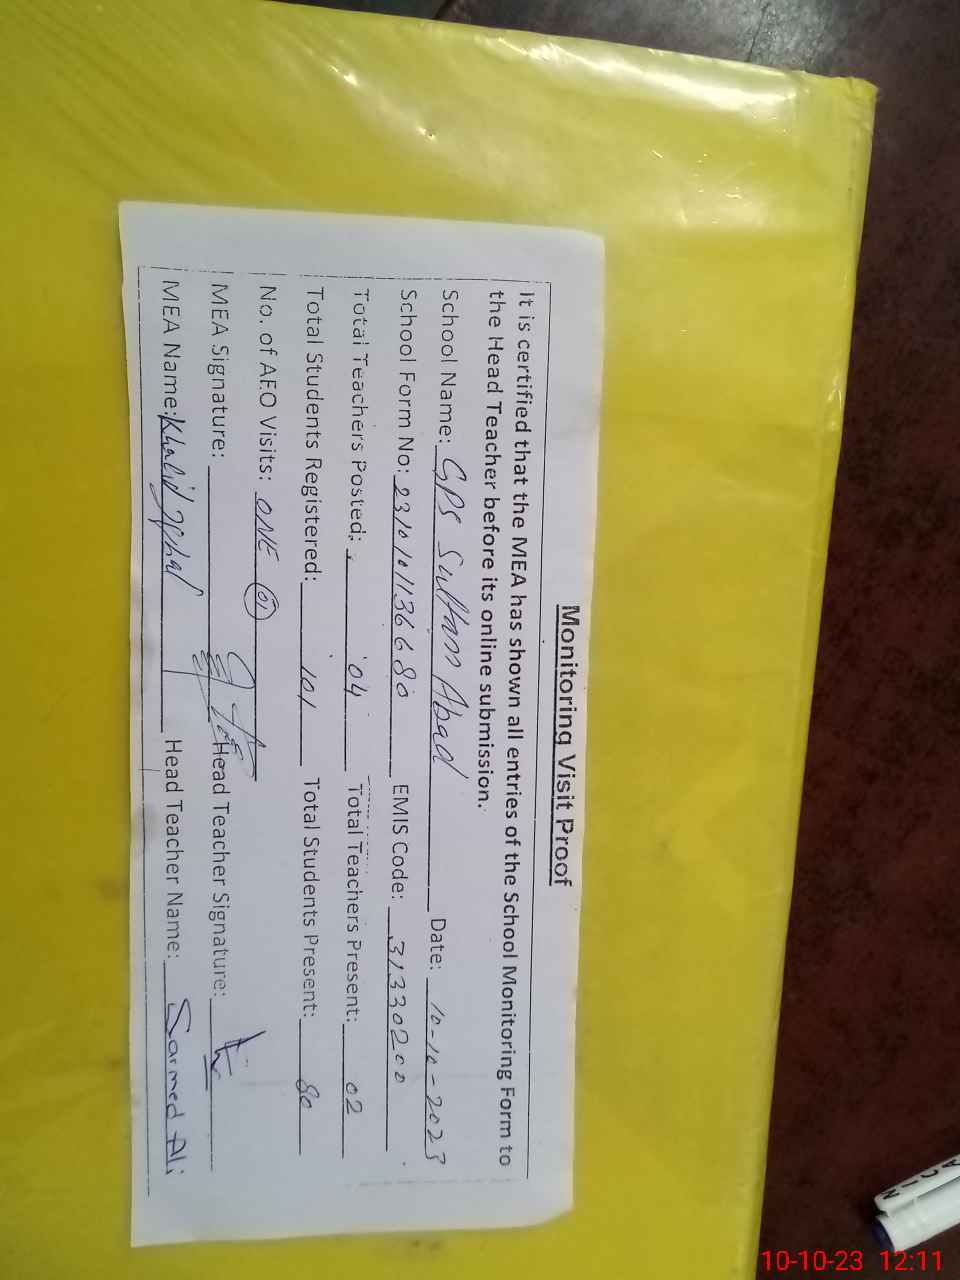 Monitoring Visit Proof
It is certified that the MEA has shown all entries of the School Monitoring Form to
the Head Teacher before its online submission.
School Name: GPS Sultan Abad Date: 10-10-2023
School Form No: 2310101136680 EMIS Code: 31330200
Total Teachers Posted: 04 Total Teachers Present: 02
Total Students Registered: 101 Total Students Present: 80
No. of AEO Visits: ONE (01)
MEA Signature: Head Teacher Signature:
MEA Name: Khalid Iqbal Head Teacher Name: Sarmed Ali
10-10-23 12:11